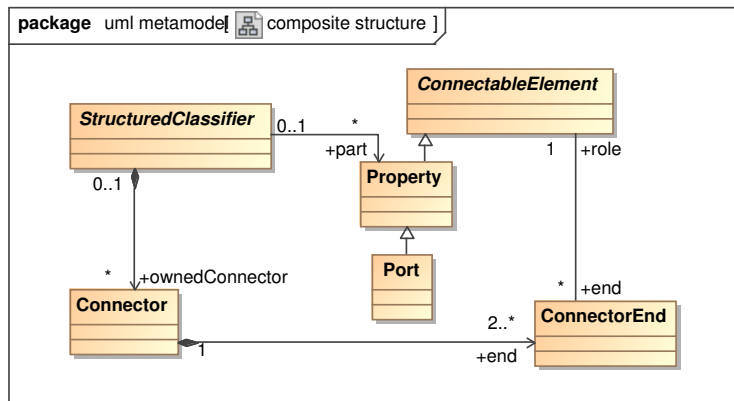 package uml metamodel[ composite structure ]
ConnectableElement
StructuredClassifier
0..1
*
+part
1
+role
0..1
Property
*
+ownedConnector
Port
*
+end
Connector
ConnectorEnd
1
2..*
+end